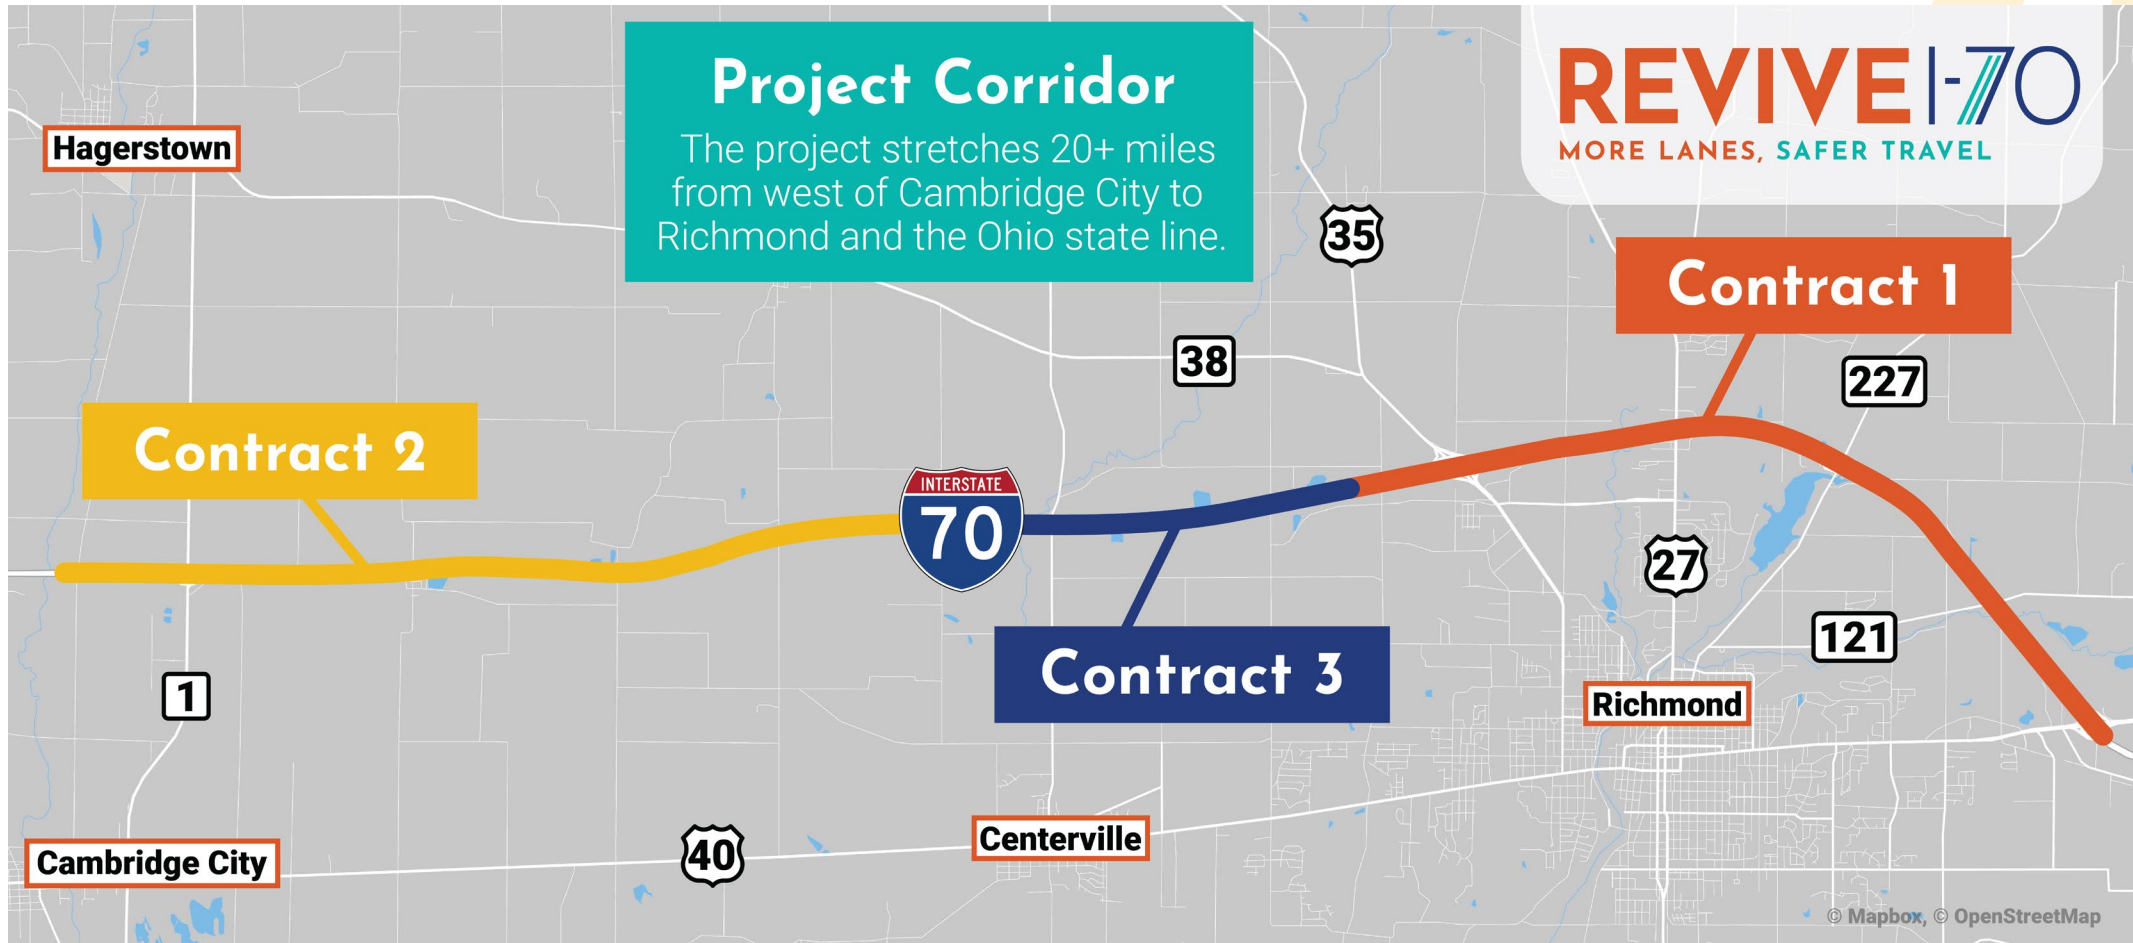 Project Corridor
The project stretches 20+ miles
from west of Cambridge City to
Richmond and the Ohio state line.
REVIVE I-70
MORE LANES, SAFER TRAVEL
Hagerstown
35
Contract 1
38
227
Contract 2
INTERSTATE
70
27
121
Contract 3
1
Richmond
40
Centerville
Cambridge City
© Mapbox, © OpenStreetMap